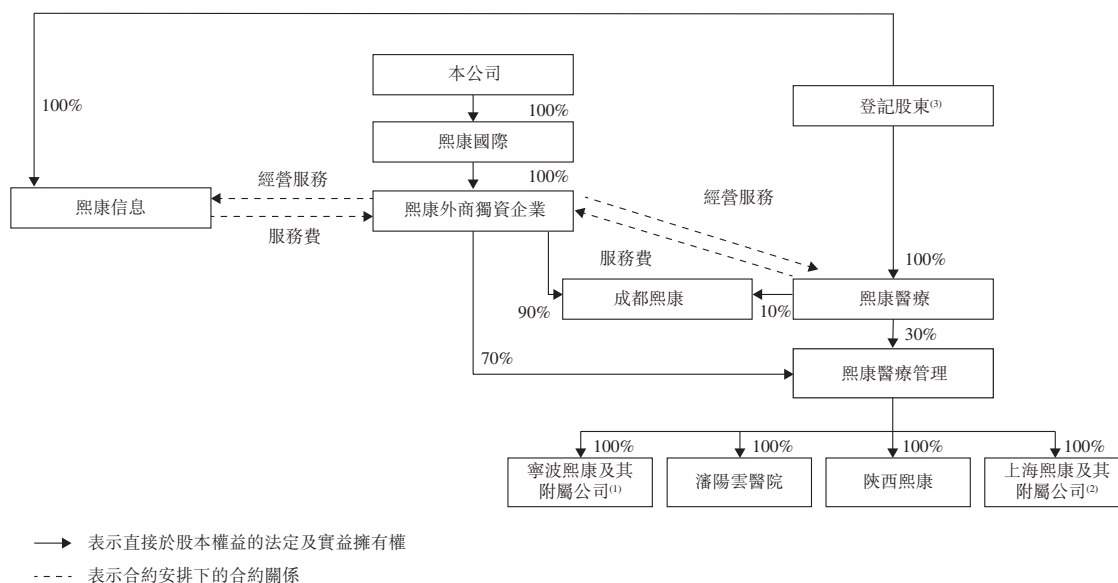 本公司
登記股東(3)
100%
100%
熙康國際
100%
經營服務
經營服務
熙康信息
熙康外商獨資企業
服務費
服務費
100%
成都熙康
熙康醫療
90%
10%
30%
70%
熙康醫療管理
100%
100%
100%
100%
寧波熙康及其
附屬公司(1)
瀋陽雲醫院
陝西熙康
上海熙康及其
附屬公司(2)
表示直接於股本權益的法定及實益擁有權
表示合約安排下的合約關係